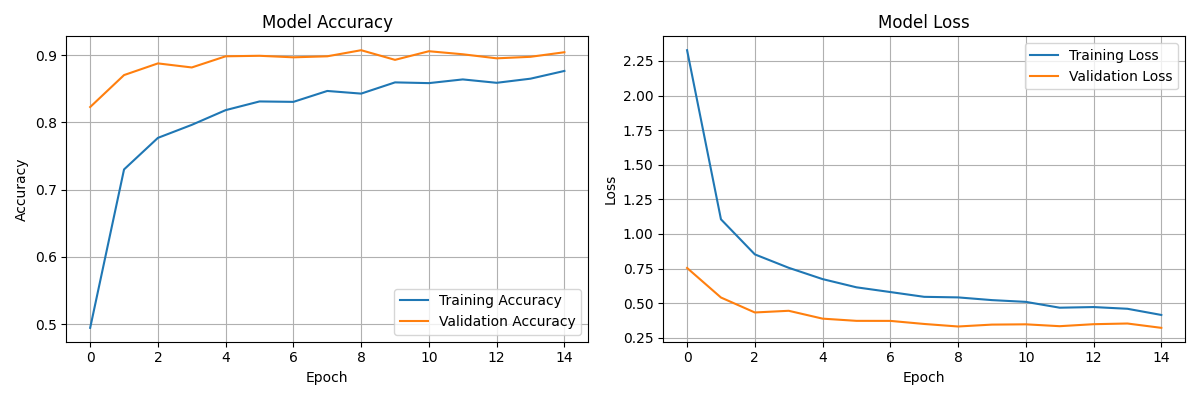 Model Accuracy
Accuracy
0.9
0.8
0.7
0.6
0.5
Training Accuracy
Validation Accuracy
0 2 4 6 8 10 12 14
Epoch
Model Loss
Loss
2.25
2.00
1.75
1.50
1.25
1.00
0.75
0.50
0.25
Training Loss
Validation Loss
0 2 4 6 8 10 12 14
Epoch